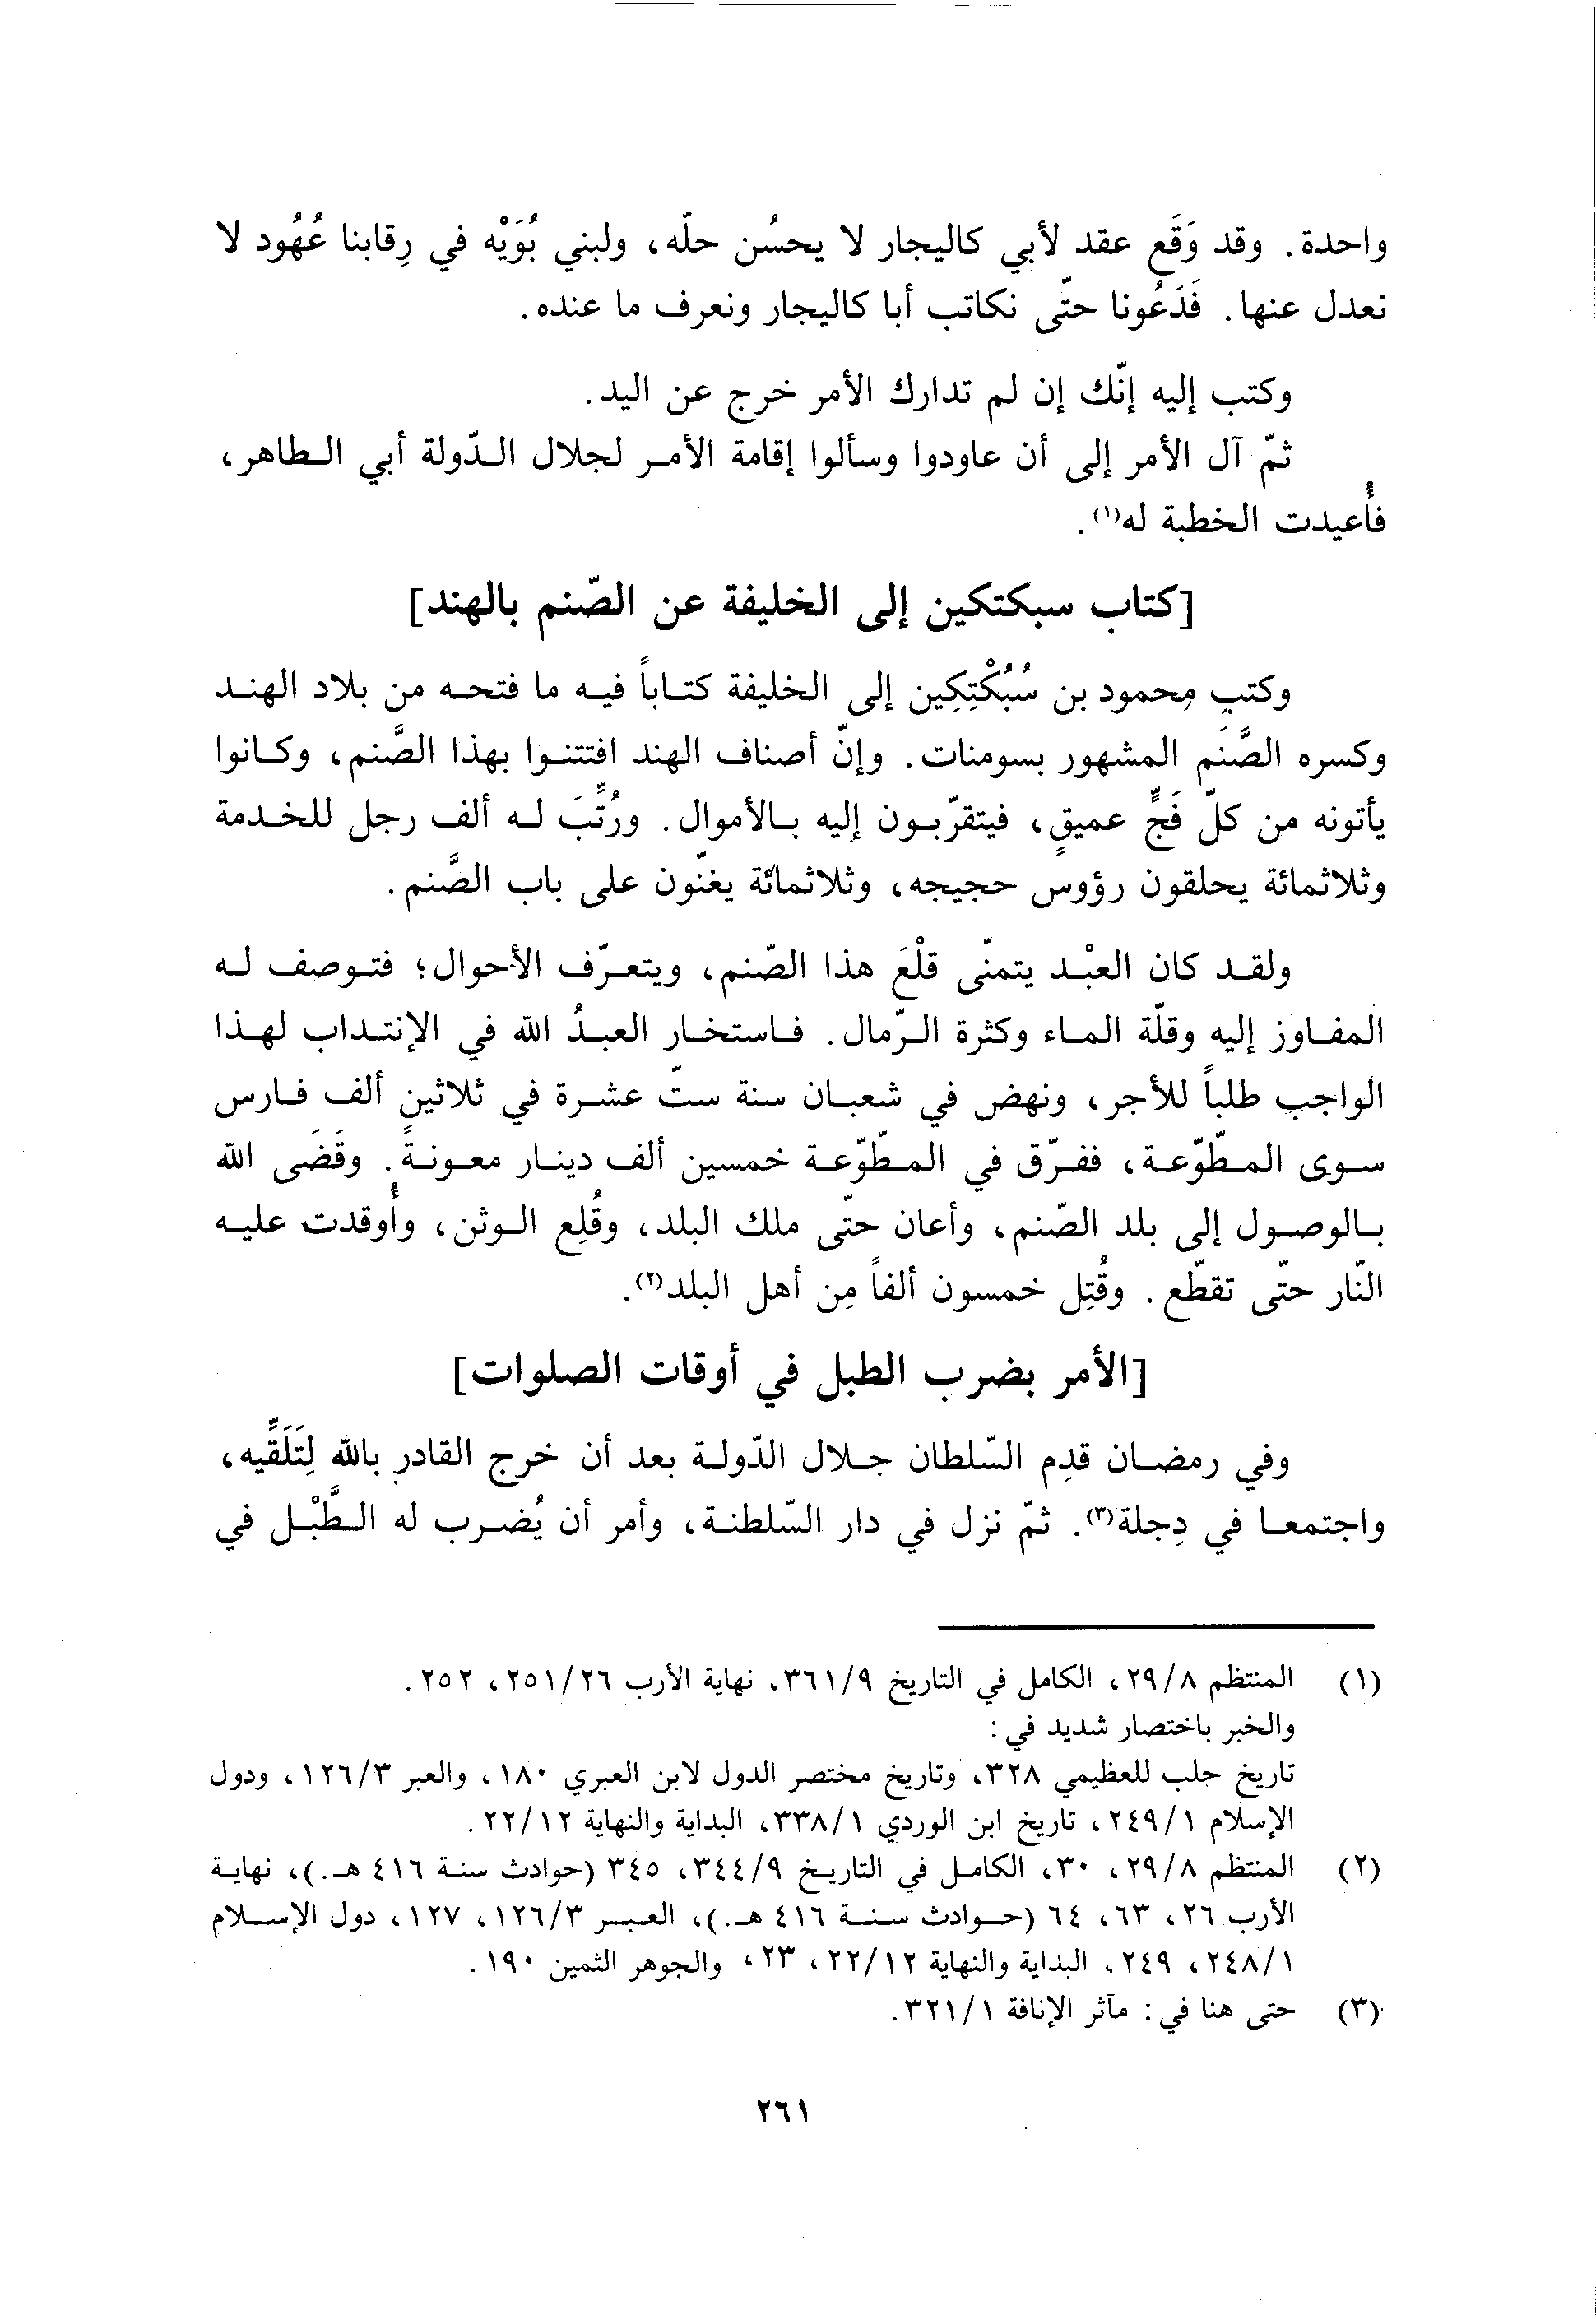 واحدة. وقد وَقَع عقد لأبي كاليجار لا يحسُن حلّه، ولبني بُوَيْه في رِقابنا عُهُود لا
نعدل عنها. فَدَعُونا حتّى نكاتب أبا كاليجار ونعرف ما عنده.
وكتب إليه إنّك إن لم تدارك الأمر خرج عن اليد.
ثمّ آل الأمر إلى أن عاودوا وسألوا إقامة الأمر لجلال الدّولة أبي الطاهر،
فأُعيدت الخطبة له(١).
[كتاب سبكتكين إلى الخليفة عن الصّنم بالهند]
وكتب محمود بن سُبُكْتِكِين إلى الخليفة كتاباً فيه ما فتحه من بلاد الهند
وكسره الصَّنَم المشهور بسومنات. وإنّ أصناف الهند افتتنوا بهذا الصَّنم، وكانوا
يأتونه من كلّ فَجٍّ عميقٍ، فيتقرّبون إليه بالأموال. ورُتِّبَ له ألف رجل للخدمة
وثلاثمائة يحلقون رؤوس حجيجه، وثلاثمائة يغنّون على باب الصَّنم.
ولقد كان العبْد يتمنّى قلْعَ هذا الصّنم، ويتعرّف الأحوال؛ فتوصف له
المفاوز إليه وقلّة الماء وكثرة الرّمال. فاستخار العبدُ الله في الإنتداب لهذا
الواجب طلباً للأجر، ونهض في شعبان سنة ستّ عشرة في ثلاثين ألف فارس
سوى المطّوّعة، ففرّق في المطّوّعة خمسين ألف دينار معونةً. وقَضَى الله
بالوصول إلى بلد الصّنم، وأعان حتّى ملك البلد، وقُلِع الوثن، وأُوقدت عليه
النّار حتّى تقطّع. وقُتِل خمسون ألفاً مِن أهل البلد(٢).
[الأمر بضرب الطبل في أوقات الصلوات]
وفي رمضان قدِم السّلطان جلال الدّولة بعد أن خرج القادر بالله لِتَلَقِّيه،
واجتمعا في دِجلة(٣). ثمّ نزل في دار السّلطنة، وأمر أن يُضرب له الطَّبْل في
(١) المنتظم ٢٩/٨، الكامل في التاريخ ٣٦١/٩، نهاية الأرب ٢٥١/٢٦، ٢٥٢.
والخبر باختصار شديد في:
تاريخ حلب للعظيمي ٣٢٨، وتاريخ مختصر الدول لابن العبري ١٨٠، والعبر ١٢٦/٣، ودول
الإسلام ٢٤٩/١، تاريخ ابن الوردي ٣٣٨/١، البداية والنهاية ٢٢/١٢.
(٢) المنتظم ٢٩/٨، ٣٠، الكامل في التاريخ ٣٤٤/٩، ٣٤٥ (حوادث سنة ٤١٦ هـ.)، نهاية
الأرب ٢٦، ٦٣، ٦٤ (حوادث سنة ٤١٦ هـ.)، العبر ١٢٦/٣، ١٢٧، دول الإسلام
٢٤٨/١، ٢٤٩، البداية والنهاية ٢٢/١٢، ٢٣، والجوهر الثمين ١٩٠.
(٣) حتى هنا في: مآثر الإنافة ٣٢١/١.
٢٦١